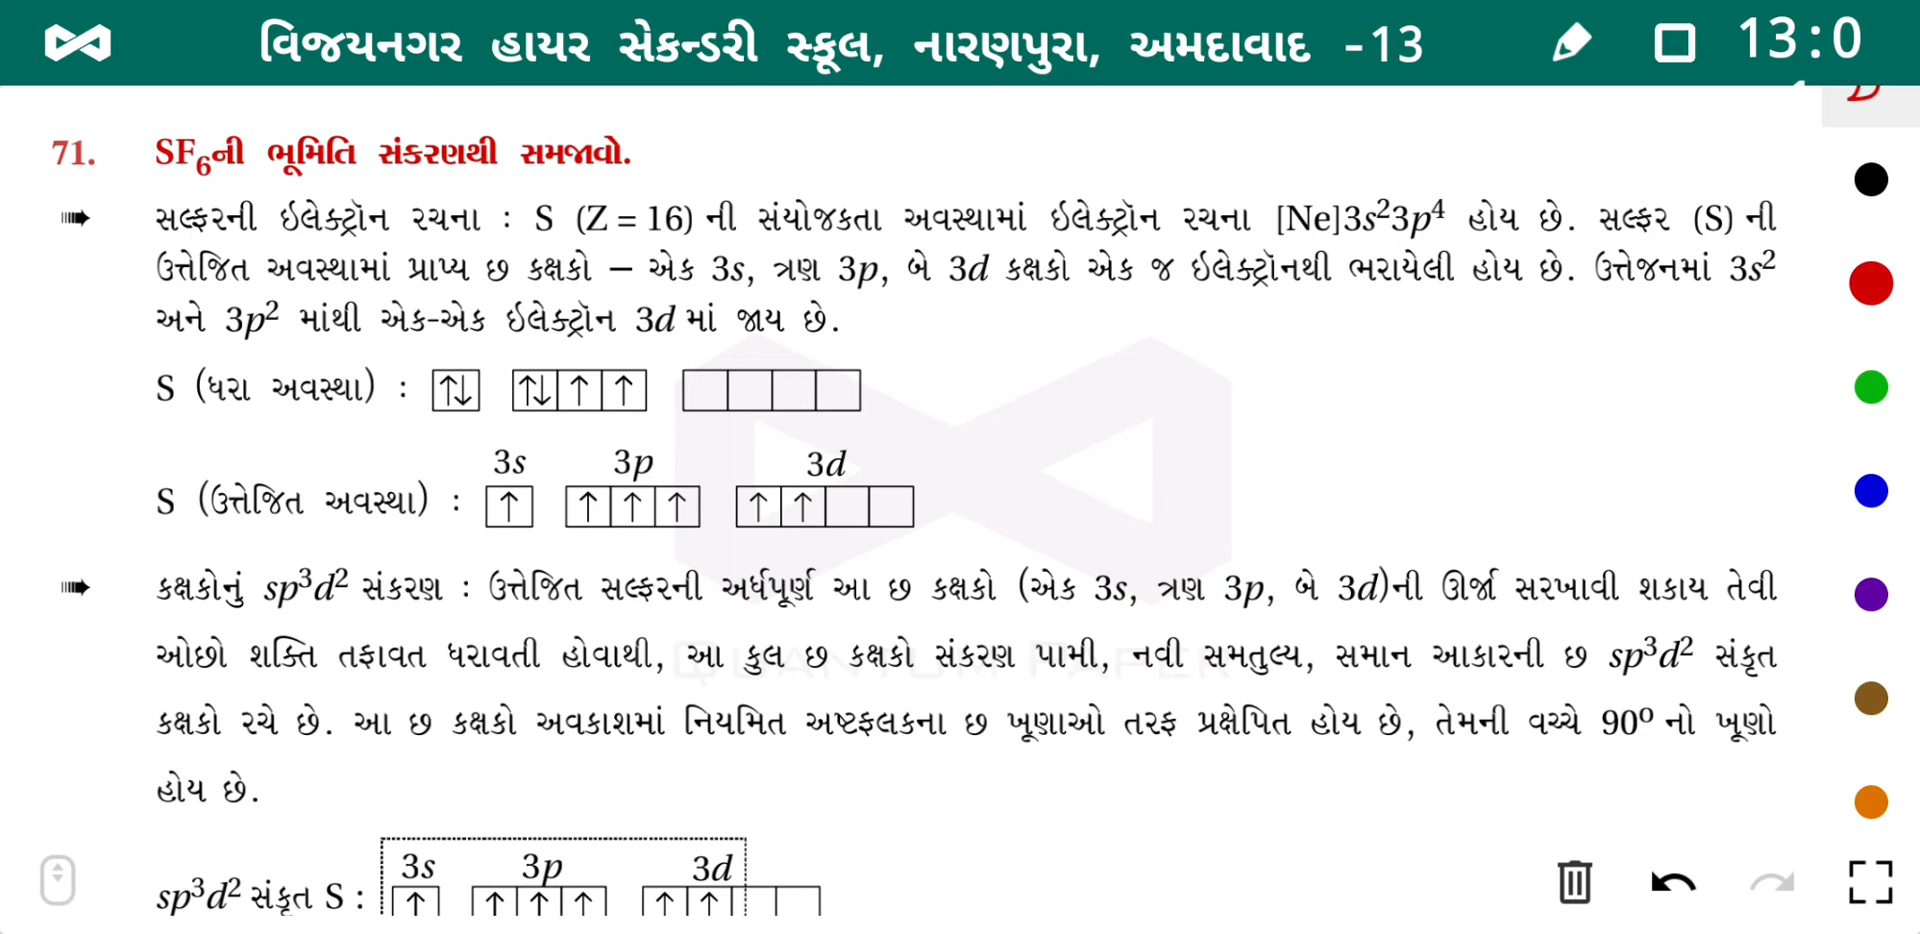 વિજયનગર હાયર સેકન્ડરી સ્કૂલ, નારણપુરા, અમદાવાદ -13
13:0
71. SF6ની ભૂમિતિ સંકરણથી સમજાવો.
સલ્ફરની ઇલેક્ટ્રૉન રચના : S (Z = 16) ની સંયોજકતા અવસ્થામાં ઇલેક્ટ્રૉન રચના [Ne]3s²3p⁴ હોય છે. સલ્ફર (S) ની
ઉત્તેજિત અવસ્થામાં પ્રાપ્ય છ કક્ષકો – એક 3s, ત્રણ 3p, બે 3d કક્ષકો એક જ ઇલેક્ટ્રૉનથી ભરાયેલી હોય છે. ઉત્તેજનમાં 3s²
અને 3p² માંથી એક-એક ઇલેક્ટ્રૉન 3d માં જાય છે.
S (ધરા અવસ્થા) : ↑↓ ↑↓ ↑ ↑
3s 3p 3d
S (ઉત્તેજિત અવસ્થા) : ↑ ↑ ↑ ↑ ↑ ↑
કક્ષકોનું sp³d² સંકરણ : ઉત્તેજિત સલ્ફરની અર્ધપૂર્ણ આ છ કક્ષકો (એક 3s, ત્રણ 3p, બે 3d)ની ઊર્જા સરખાવી શકાય તેવી
ઓછો શક્તિ તફાવત ધરાવતી હોવાથી, આ કુલ છ કક્ષકો સંકરણ પામી, નવી સમતુલ્ય, સમાન આકારની છ sp³d² સંકૃત
કક્ષકો રચે છે. આ છ કક્ષકો અવકાશમાં નિયમિત અષ્ટફલકના છ ખૂણાઓ તરફ પ્રક્ષેપિત હોય છે, તેમની વચ્ચે 90º નો ખૂણો
હોય છે.
3s 3p 3d
sp³d² સંકૃત S : ↑ ↑ ↑ ↑ ↑ ↑
QUANTUM PAPER